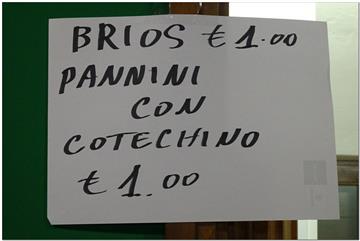 BRIOS € 1.00
PANNINI
CON
COTECHINO
€ 1.00